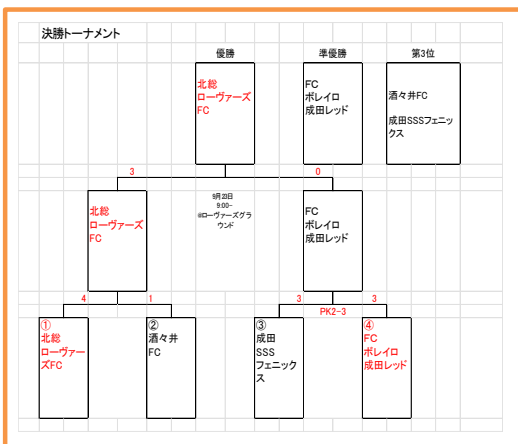 決勝トーナメント
優勝
準優勝
第3位
北総
ローヴァーズ
FC
FC
ボレイロ
成田レッド
酒々井FC
成田SSSフェニッ
クス
3
0
北総
ローヴァーズ
FC
9月23日
9:00~
@ローヴァーズグラ
ウンド
FC
ボレイロ
成田レッド
4
1
3
3
PK2-3
①
北総
ローヴァー
ズFC
②
酒々井
FC
③
成田
SSS
フェニック
ス
④
FC
ボレイロ
成田レッド